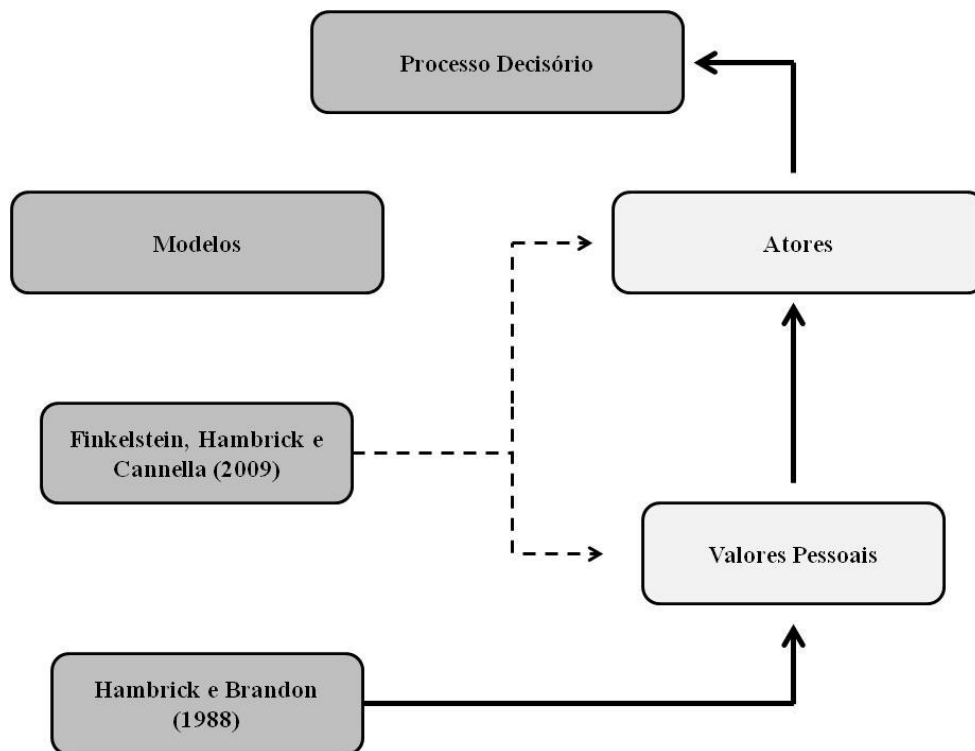 Processo Decisório
Modelos
Atores
Finkelstein, Hambrick e
Cannella (2009)
Valores Pessoais
Hambrick e Brandon
(1988)